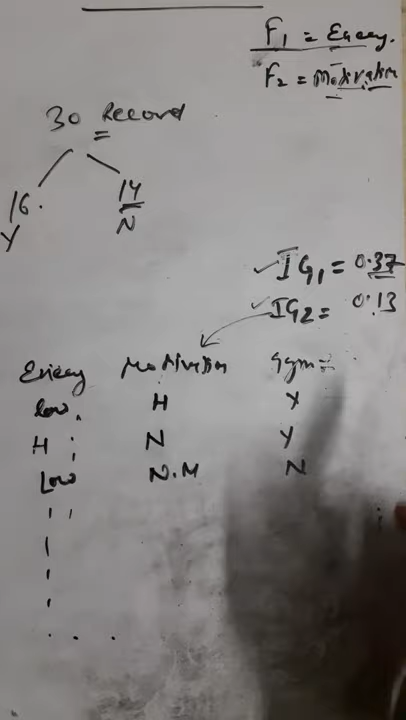 F1 = Energy.
F2 = Motivation
30 Record
16. 14
Y N
IG1 = 0.37
IG2 = 0.13
Energy Motivation Gym =
low. H Y
H N Y
Low N.M N